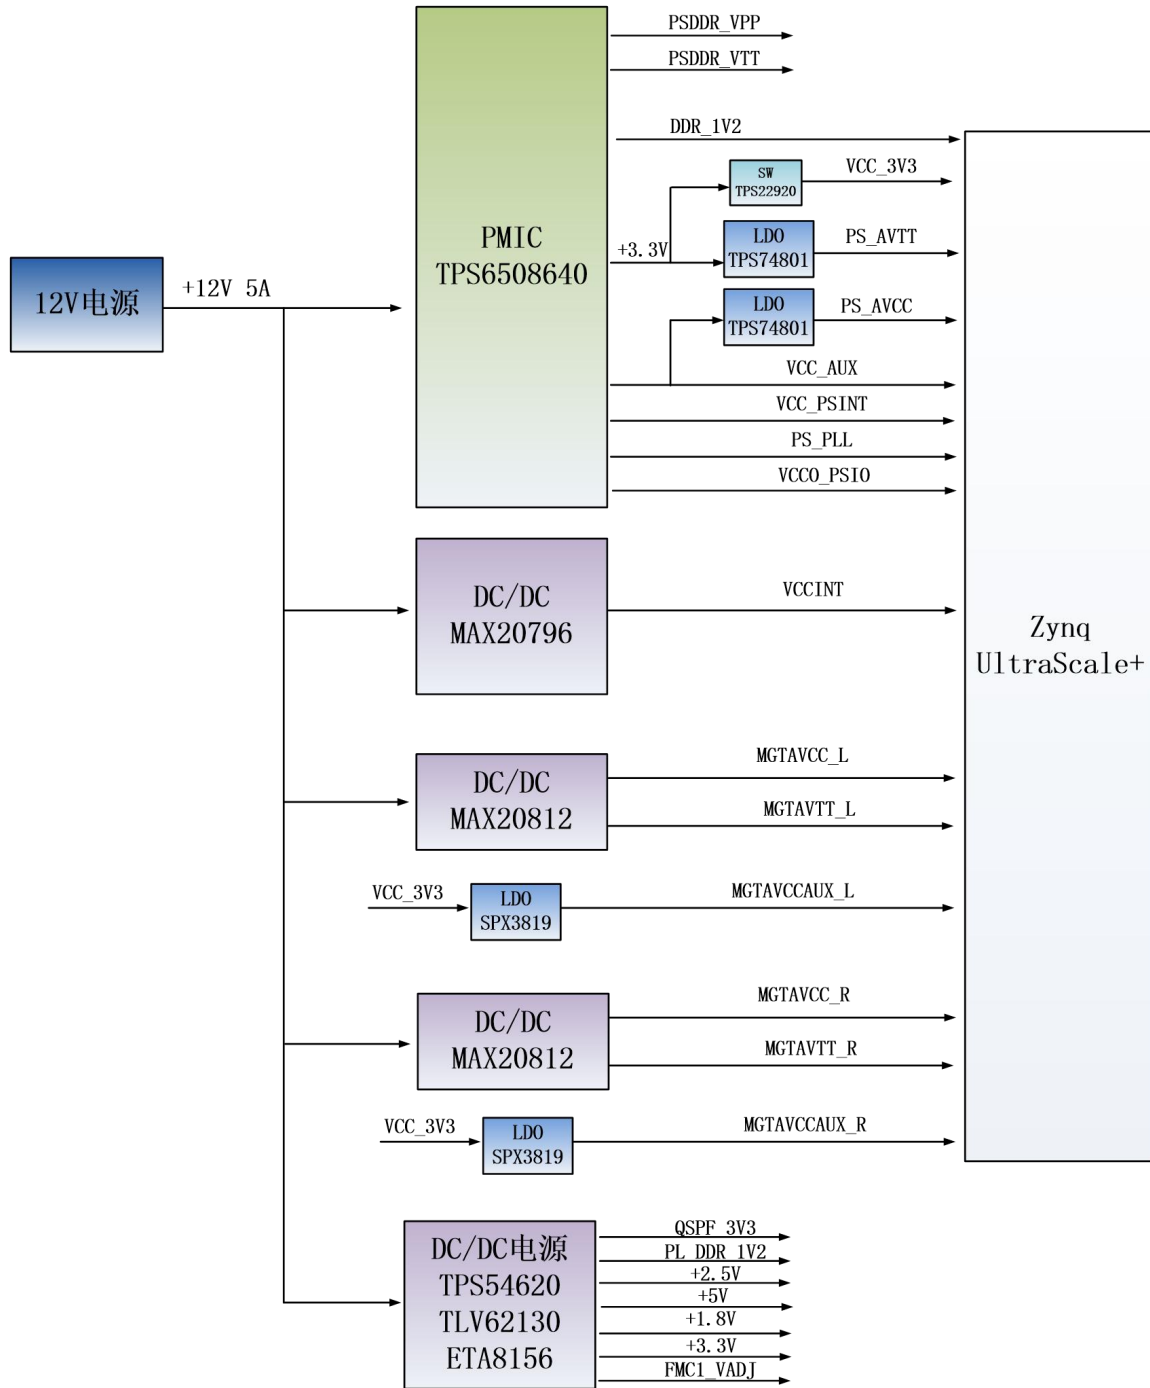 PSDDR_VPP
PSDDR_VTT
DDR_1V2
SW
TPS22920
VCC_3V3
PMIC
TPS6508640
+3.3V
LDO
TPS74801
PS_AVTT
12V电源
+12V 5A
LDO
TPS74801
PS_AVCC
VCC_AUX
VCC_PSINT
PS_PLL
VCCO_PSIO
DC/DC
MAX20796
VCCINT
Zynq
UltraScale+
DC/DC
MAX20812
MGTAVCC_L
MGTAVTT_L
VCC_3V3
LDO
SPX3819
MGTAVCCAUX_L
DC/DC
MAX20812
MGTAVCC_R
MGTAVTT_R
VCC_3V3
LDO
SPX3819
MGTAVCCAUX_R
DC/DC电源
TPS54620
TLV62130
ETA8156
QSPF_3V3
PL_DDR_1V2
+2.5V
+5V
+1.8V
+3.3V
FMC1_VADJ